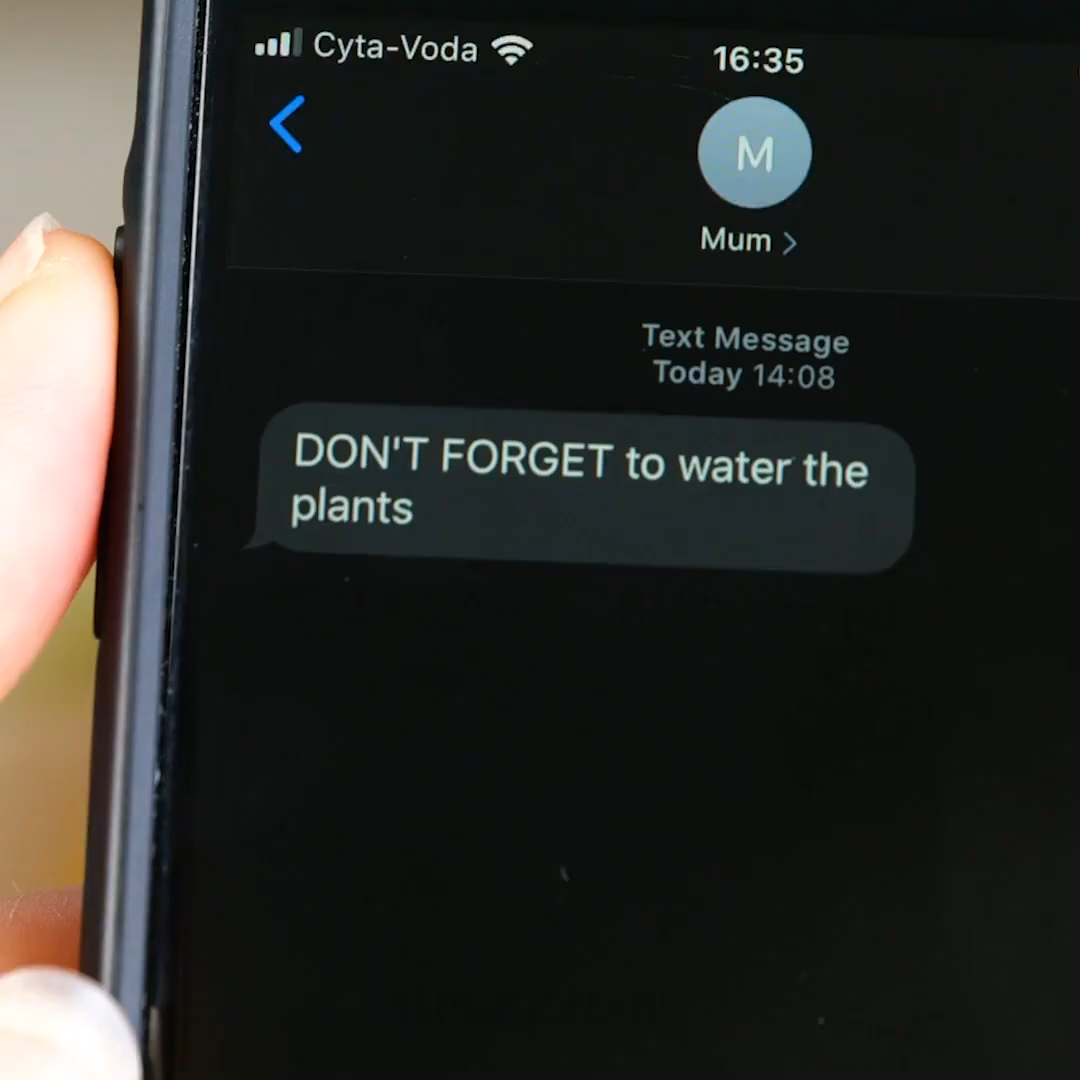 Cyta-Voda 16:35
M
Mum >
Text Message
Today 14:08
DON'T FORGET to water the
plants